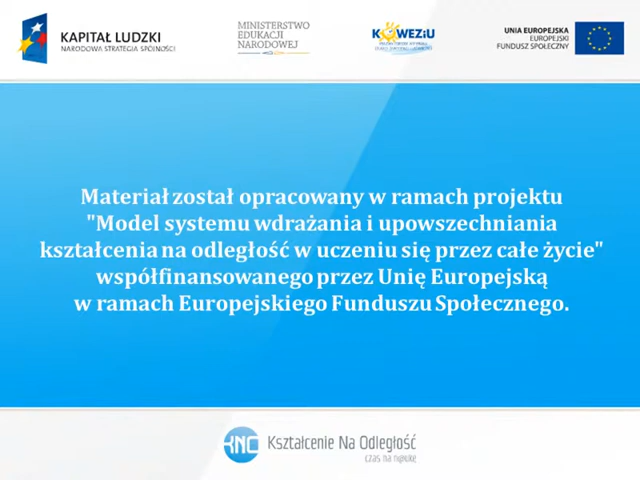 KAPITAŁ LUDZKI
NARODOWA STRATEGIA SPÓJNOŚCI
MINISTERSTWO
EDUKACJI
NARODOWEJ
KOWEZiU
UNIA EUROPEJSKA
EUROPEJSKI
FUNDUSZ SPOŁECZNY
Materiał został opracowany w ramach projektu
"Model systemu wdrażania i upowszechniania
kształcenia na odległość w uczeniu się przez całe życie"
współfinansowanego przez Unię Europejską
w ramach Europejskiego Funduszu Społecznego.
KNO Kształcenie Na Odległość
czas na naukę